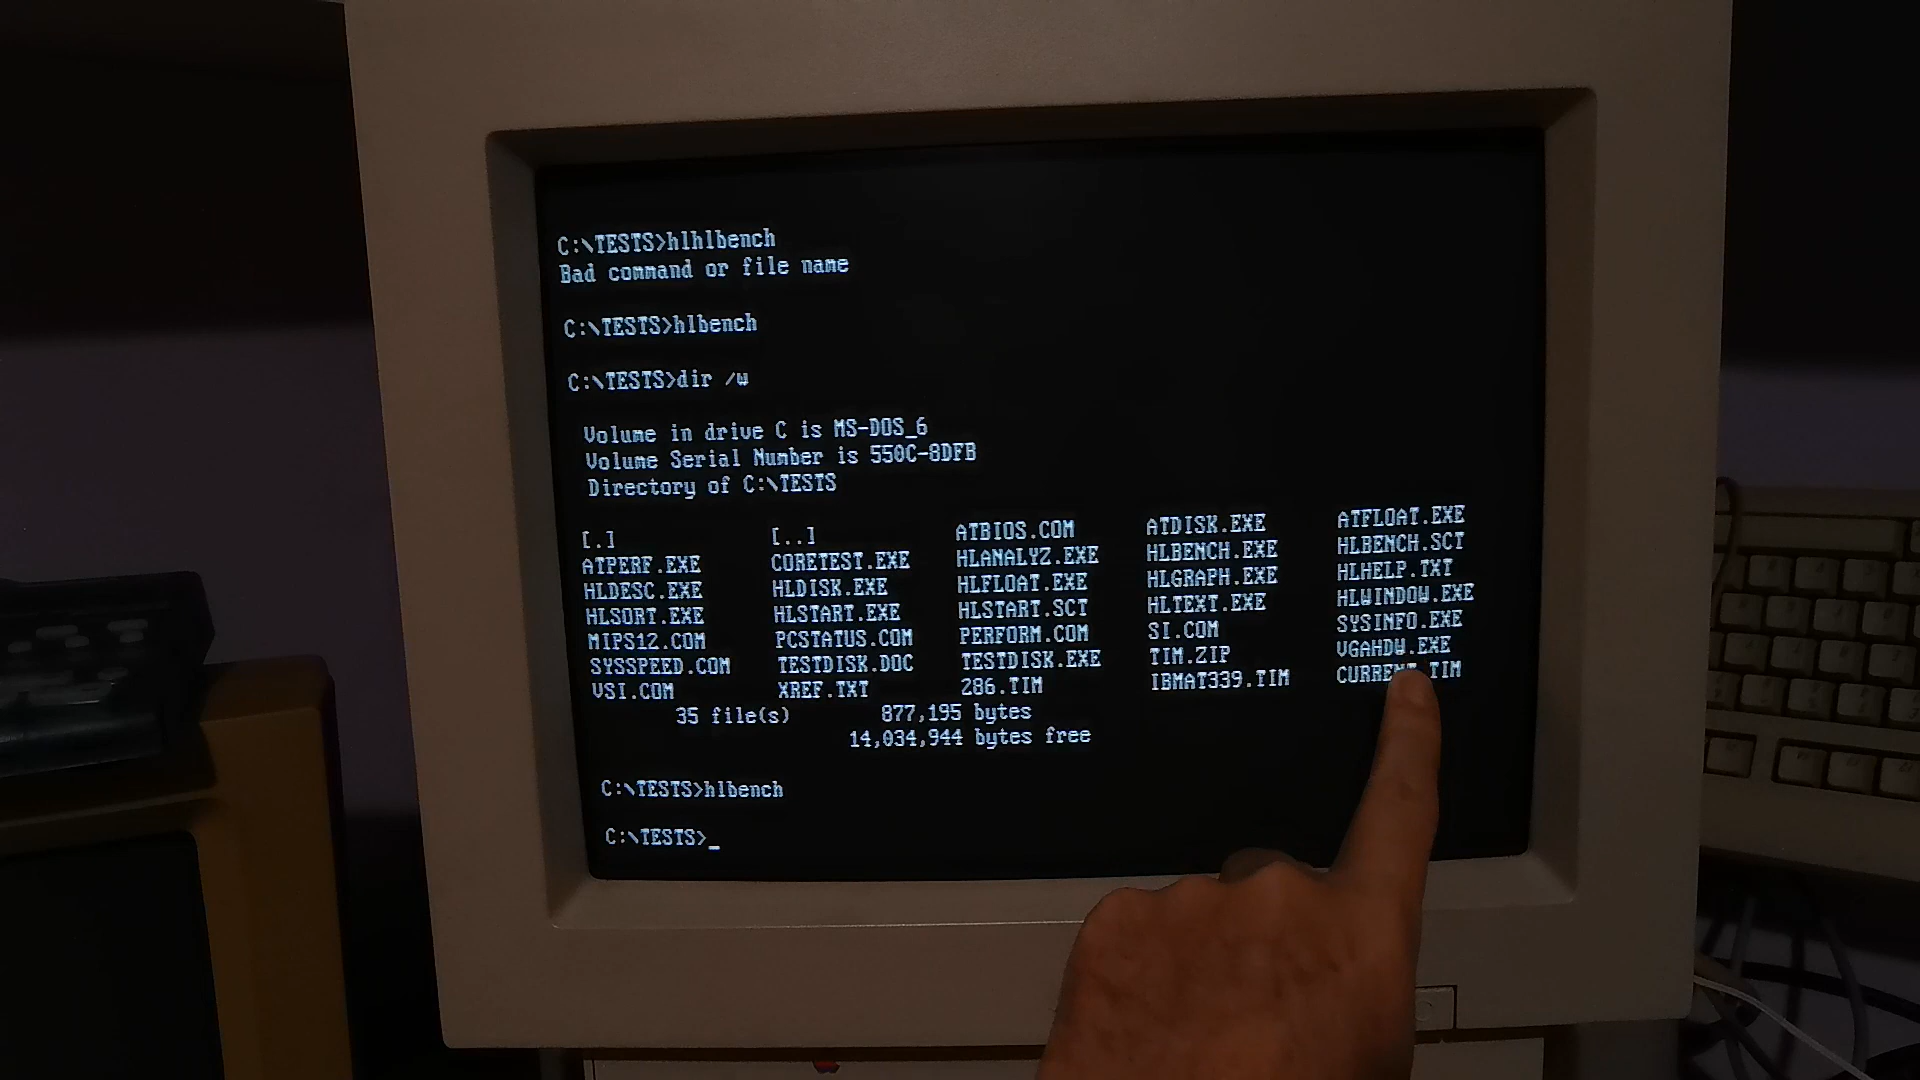 C:\TESTS>hlhlbench
Bad command or file name
C:\TESTS>hlbench
C:\TESTS>dir /w
Volume in drive C is MS-DOS_6
Volume Serial Number is 550C-8DFB
Directory of C:\TESTS
[.] [..] ATBIOS.COM ATDISK.EXE ATFLOAT.EXE
ATPERF.EXE CORETEST.EXE HLANALYZ.EXE HLBENCH.EXE HLBENCH.SCT
HLDESC.EXE HLDISK.EXE HLFLOAT.EXE HLGRAPH.EXE HLHELP.TXT
HLSORT.EXE HLSTART.EXE HLSTART.SCT HLTEXT.EXE HLWINDOW.EXE
MIPS12.COM PCSTATUS.COM PERFORM.COM SI.COM SYSINFO.EXE
SYSSPEED.COM TESTDISK.DOC TESTDISK.EXE TIM.ZIP VGAHDW.EXE
VSI.COM XREF.TXT 286.TIM IBMAT339.TIM CURRENT.TIM
35 file(s) 877,195 bytes
14,034,944 bytes free
C:\TESTS>hlbench
C:\TESTS>_